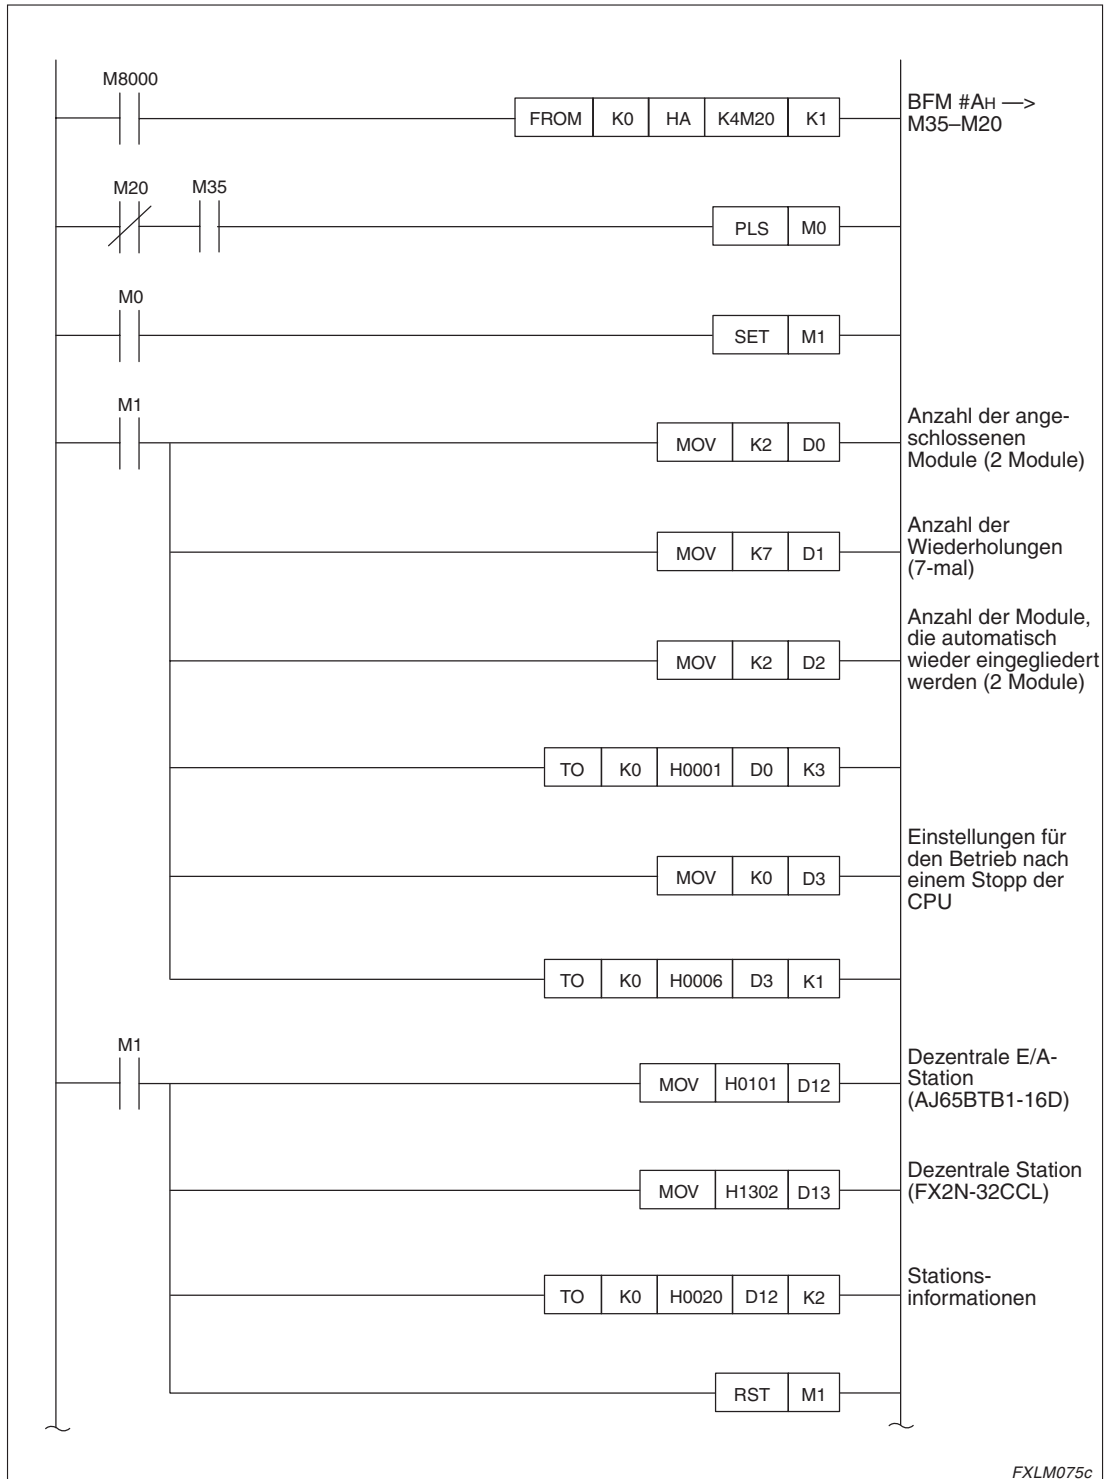 M8000
FROM K0 HA K4M20 K1
BFM #AH —>
M35–M20
M20 M35
PLS M0
M0
SET M1
M1
MOV K2 D0
Anzahl der ange-
schlossenen
Module (2 Module)
MOV K7 D1
Anzahl der
Wiederholungen
(7-mal)
MOV K2 D2
Anzahl der Module,
die automatisch
wieder eingegliedert
werden (2 Module)
TO K0 H0001 D0 K3
MOV K0 D3
Einstellungen für
den Betrieb nach
einem Stopp der
CPU
TO K0 H0006 D3 K1
M1
MOV H0101 D12
Dezentrale E/A-
Station
(AJ65BTB1-16D)
MOV H1302 D13
Dezentrale Station
(FX2N-32CCL)
TO K0 H0020 D12 K2
Stations-
informationen
RST M1
FXLM075c